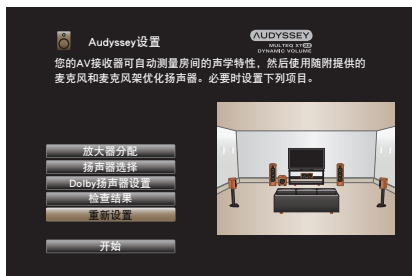 Audyssey设置
AUDYSSEY
MULTEQ XT32
DYNAMIC VOLUME
您的AV接收器可自动测量房间的声学特性，然后使用随附提供的
麦克风和麦克风架优化扬声器。必要时设置下列项目。
放大器分配
扬声器选择
Dolby扬声器设置
检查结果
重新设置
开始